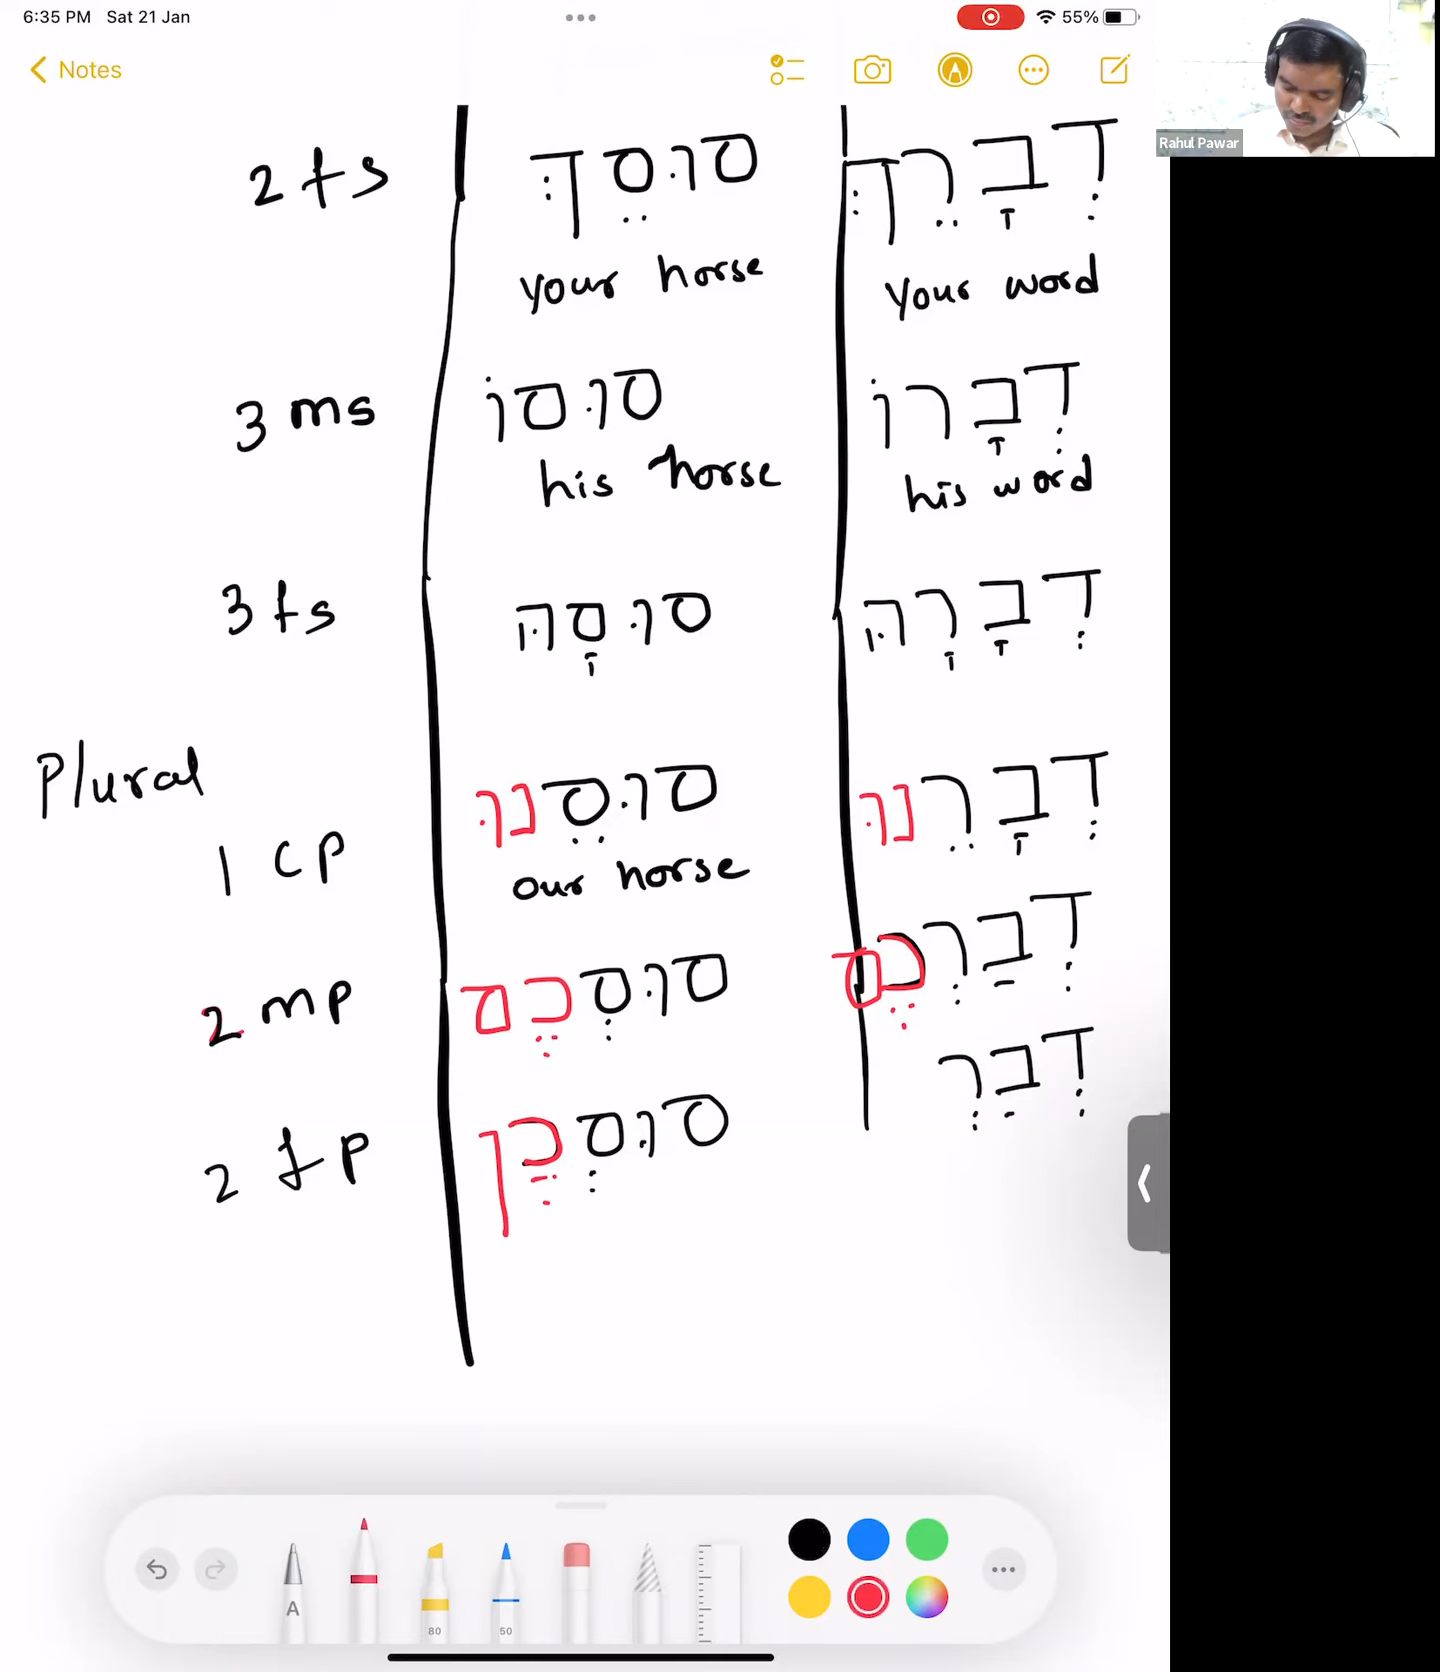 6:35 PM Sat 21 Jan
55%
Notes
Rahul Pawar
2 fs סוּסֵךְ דְּבָרֵךְ
your horse your word
3 ms סוּסוֹ דְּבָרוֹ
his horse his word
3 fs סוּסָהּ דְּבָרָהּ
Plural
1 cp סוּסֵנוּ דְּבָרֵנוּ
our horse
2 mp סוּסְכֶם דְּבַרְכֶם
2 fp סוּסְכֶן דְּבַרְ
A 80 50